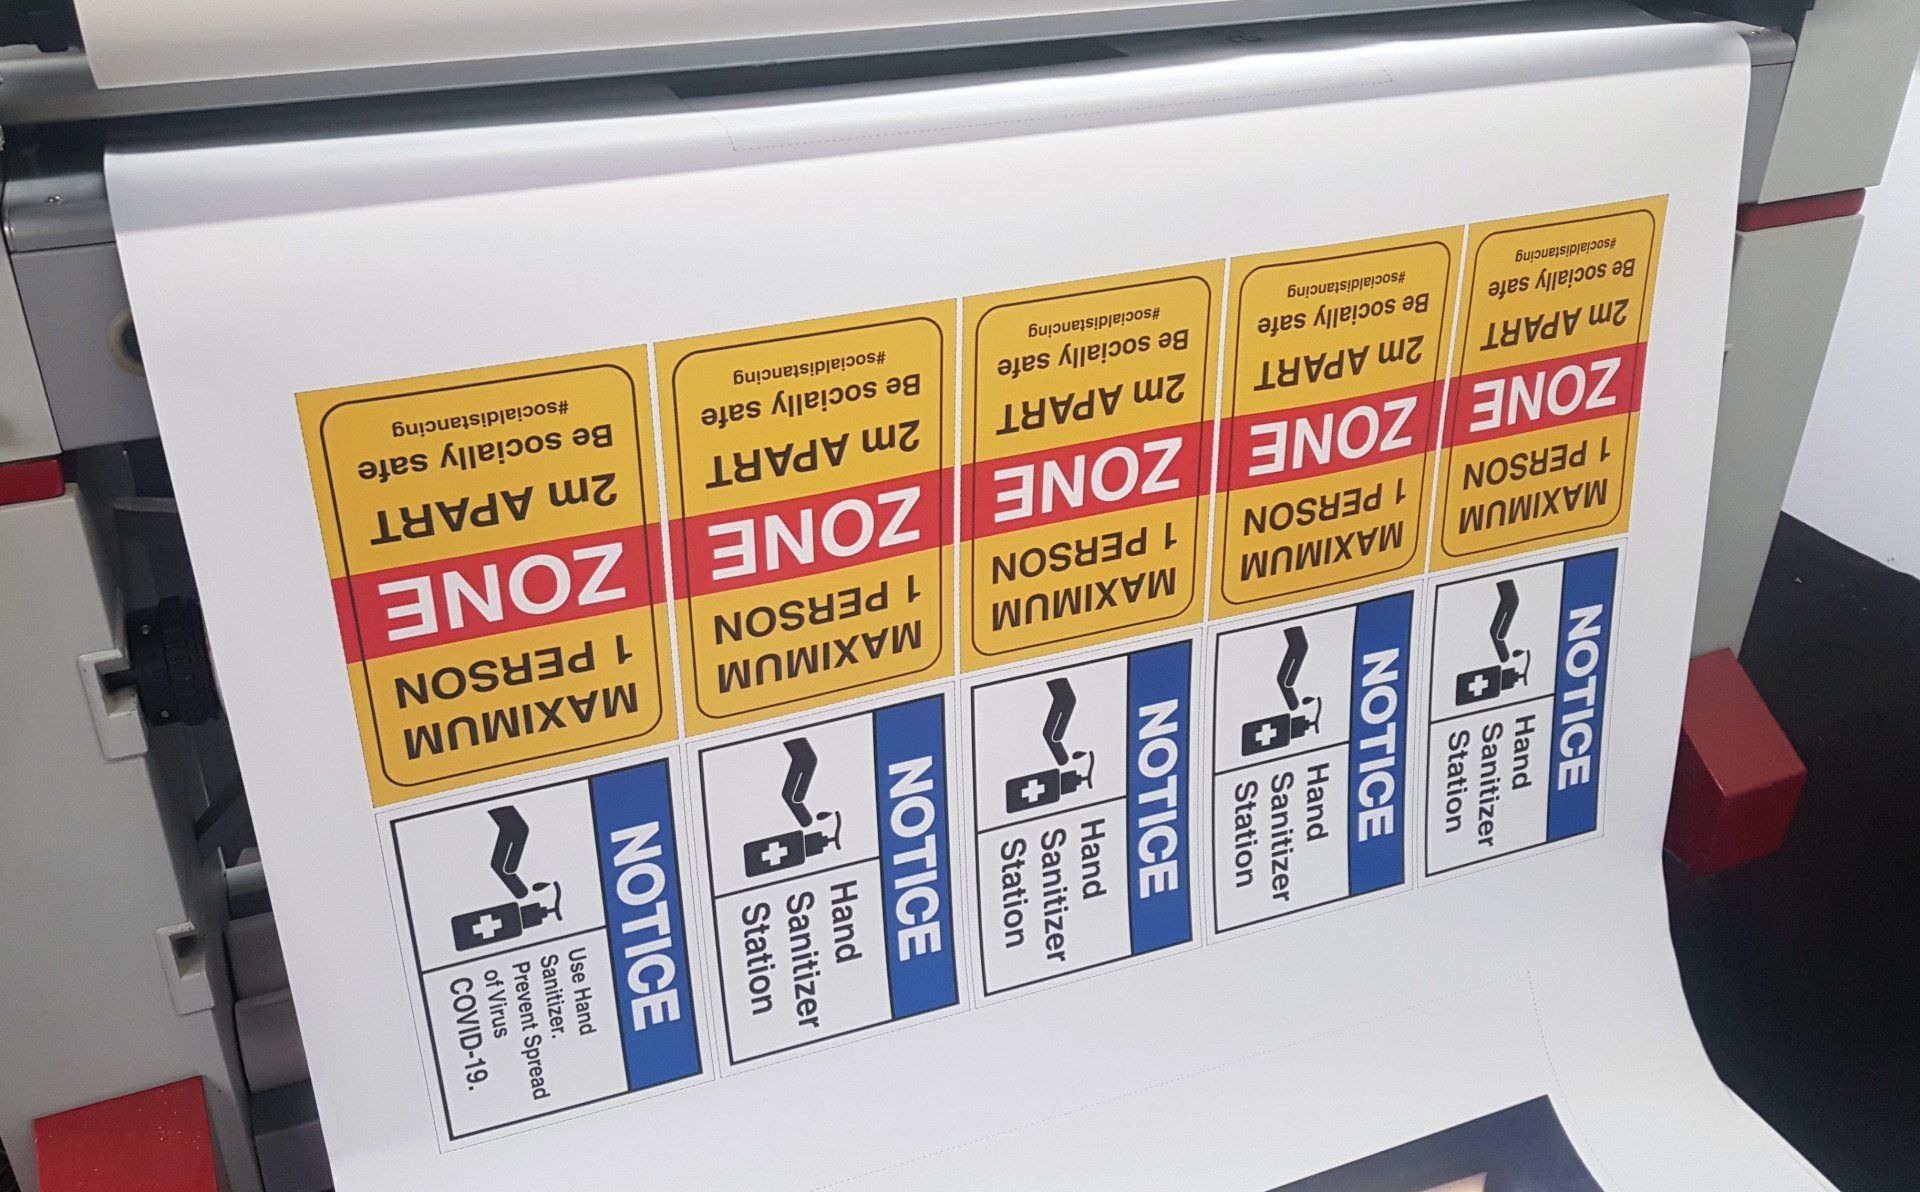 MAXIMUM
1 PERSON
ZONE
2m APART
Be socially safe
#socialdistancing
MAXIMUM
1 PERSON
ZONE
2m APART
Be socially safe
#socialdistancing
MAXIMUM
1 PERSON
ZONE
2m APART
Be socially safe
#socialdistancing
MAXIMUM
1 PERSON
ZONE
2m APART
Be socially safe
#socialdistancing
MAXIMUM
1 PERSON
ZONE
2m APART
Be socially safe
#socialdistancing
NOTICE
Use Hand
Sanitizer.
Prevent Spread
of Virus
COVID-19.
NOTICE
Hand
Sanitizer
Station
NOTICE
Hand
Sanitizer
Station
NOTICE
Hand
Sanitizer
Station
NOTICE
Hand
Sanitizer
Station